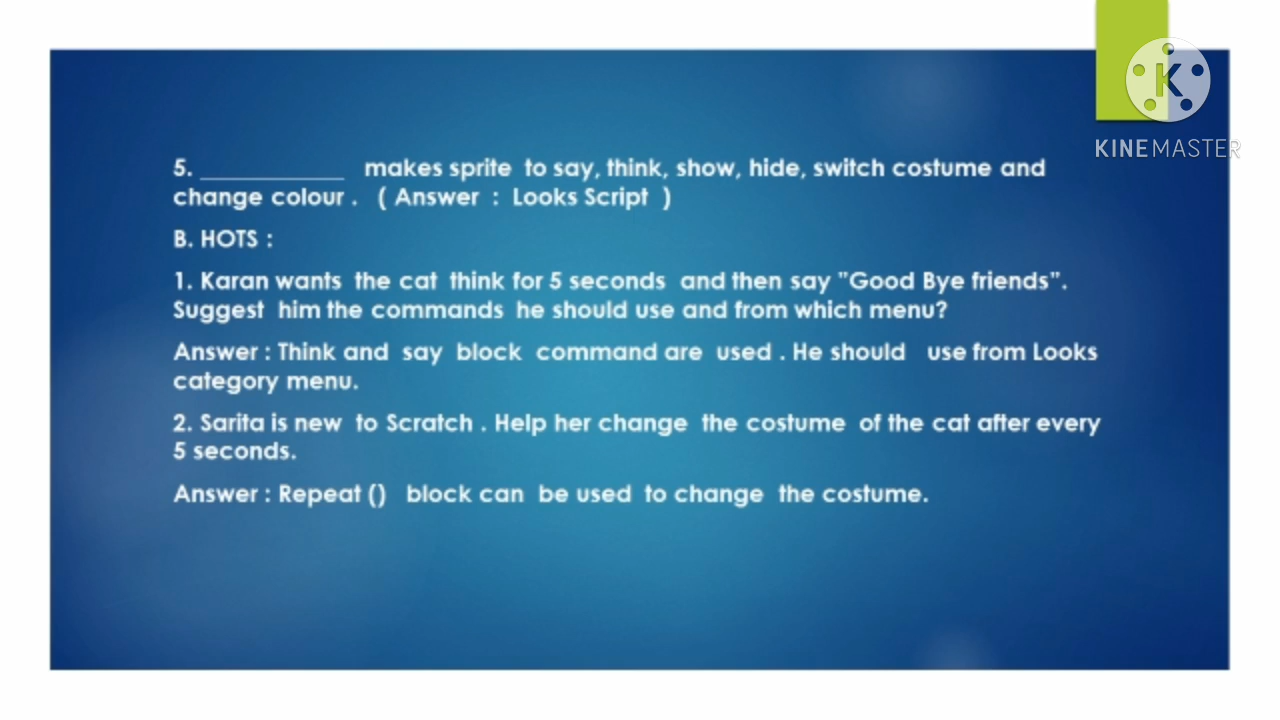 K
KINEMASTER
5. ____________ makes sprite to say, think, show, hide, switch costume and
change colour . ( Answer : Looks Script )
B. HOTS :
1. Karan wants the cat think for 5 seconds and then say "Good Bye friends".
Suggest him the commands he should use and from which menu?
Answer : Think and say block command are used . He should use from Looks
category menu.
2. Sarita is new to Scratch . Help her change the costume of the cat after every
5 seconds.
Answer : Repeat () block can be used to change the costume.